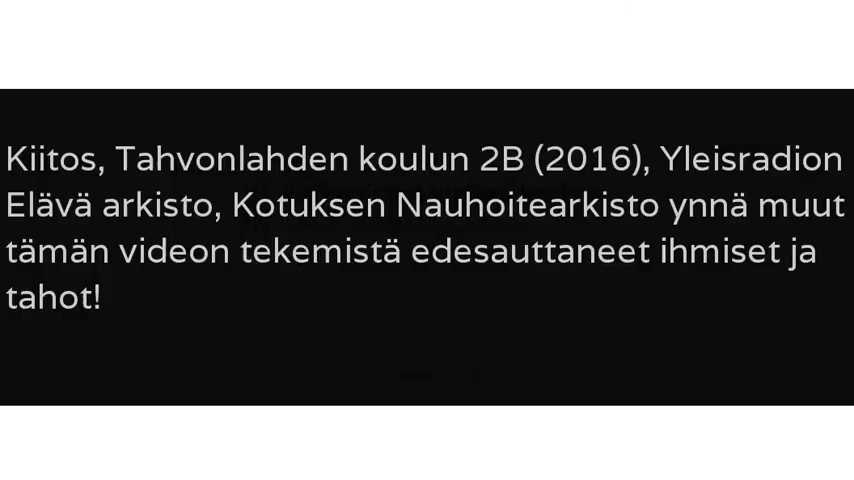 Kiitos, Tahvonlahden koulun 2B (2016), Yleisradion
Elävä arkisto, Kotuksen Nauhoitearkisto ynnä muut
tämän videon tekemistä edesauttaneet ihmiset ja
tahot!